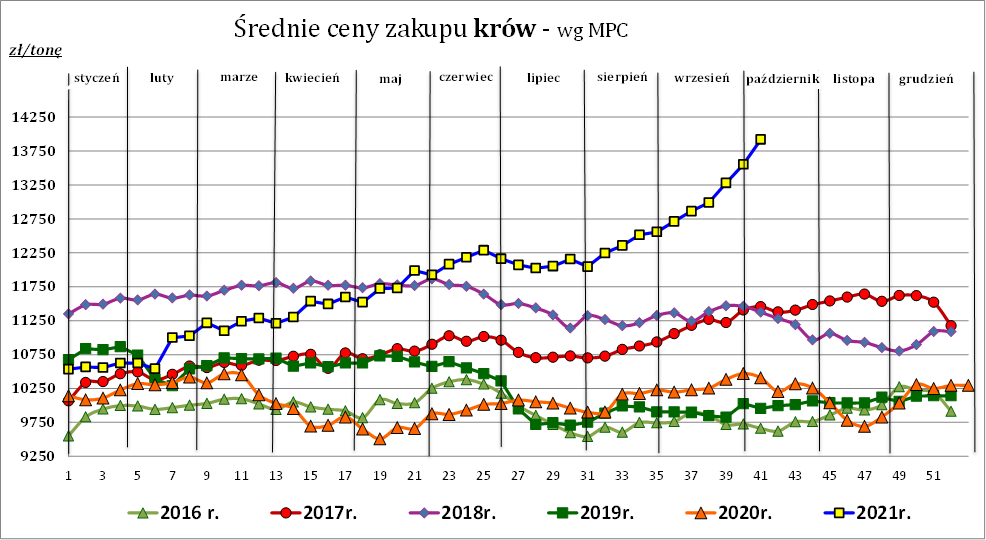 Średnie ceny zakupu krów - wg MPC
zł/tonę
styczeń luty marze kwiecień maj czerwiec lipiec sierpień wrzesień październik listopa grudzień
14250
13750
13250
12750
12250
11750
11250
10750
10250
9750
9250
1 3 5 7 9 11 13 15 17 19 21 23 25 27 29 31 33 35 37 39 41 43 45 47 49 51
2016 r. 2017r. 2018r. 2019r. 2020r. 2021r.